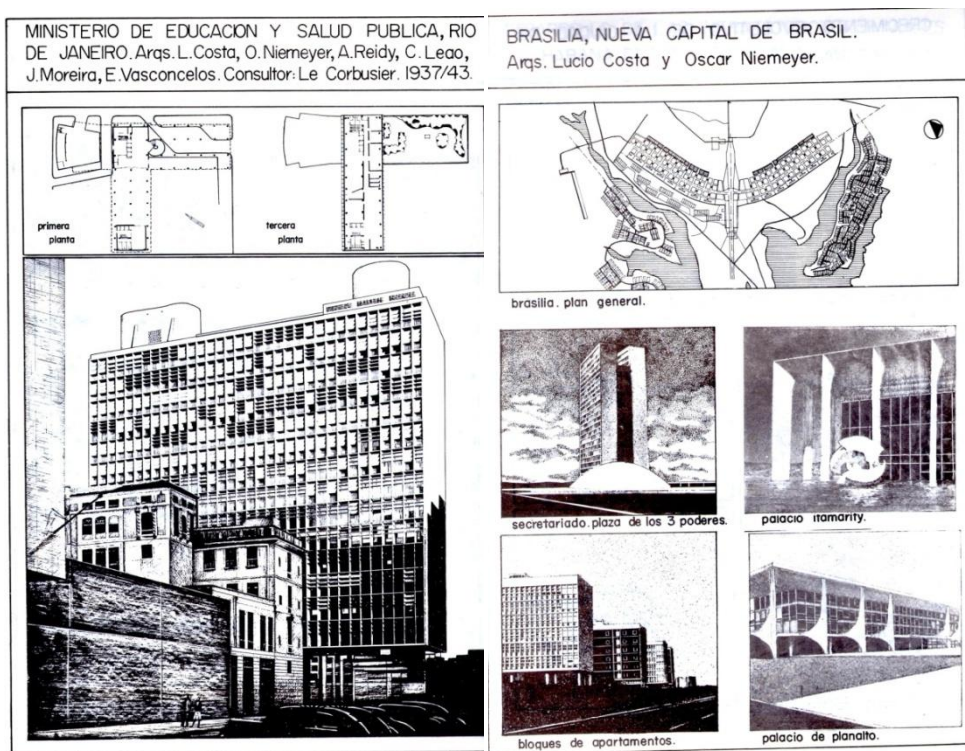 MINISTERIO DE EDUCACION Y SALUD PUBLICA, RIO
DE JANEIRO. Arqs. L. Costa, O. Niemeyer, A. Reidy, C. Leao,
J. Moreira, E. Vasconcelos. Consultor: Le Corbusier. 1937/43.
primera
planta
tercera
planta
BRASILIA, NUEVA CAPITAL DE BRASIL.
Arqs. Lucio Costa y Oscar Niemeyer.
brasilia. plan general.
secretariado. plaza de los 3 poderes.
palacio itamarity.
bloques de apartamentos.
palacio de planalto.